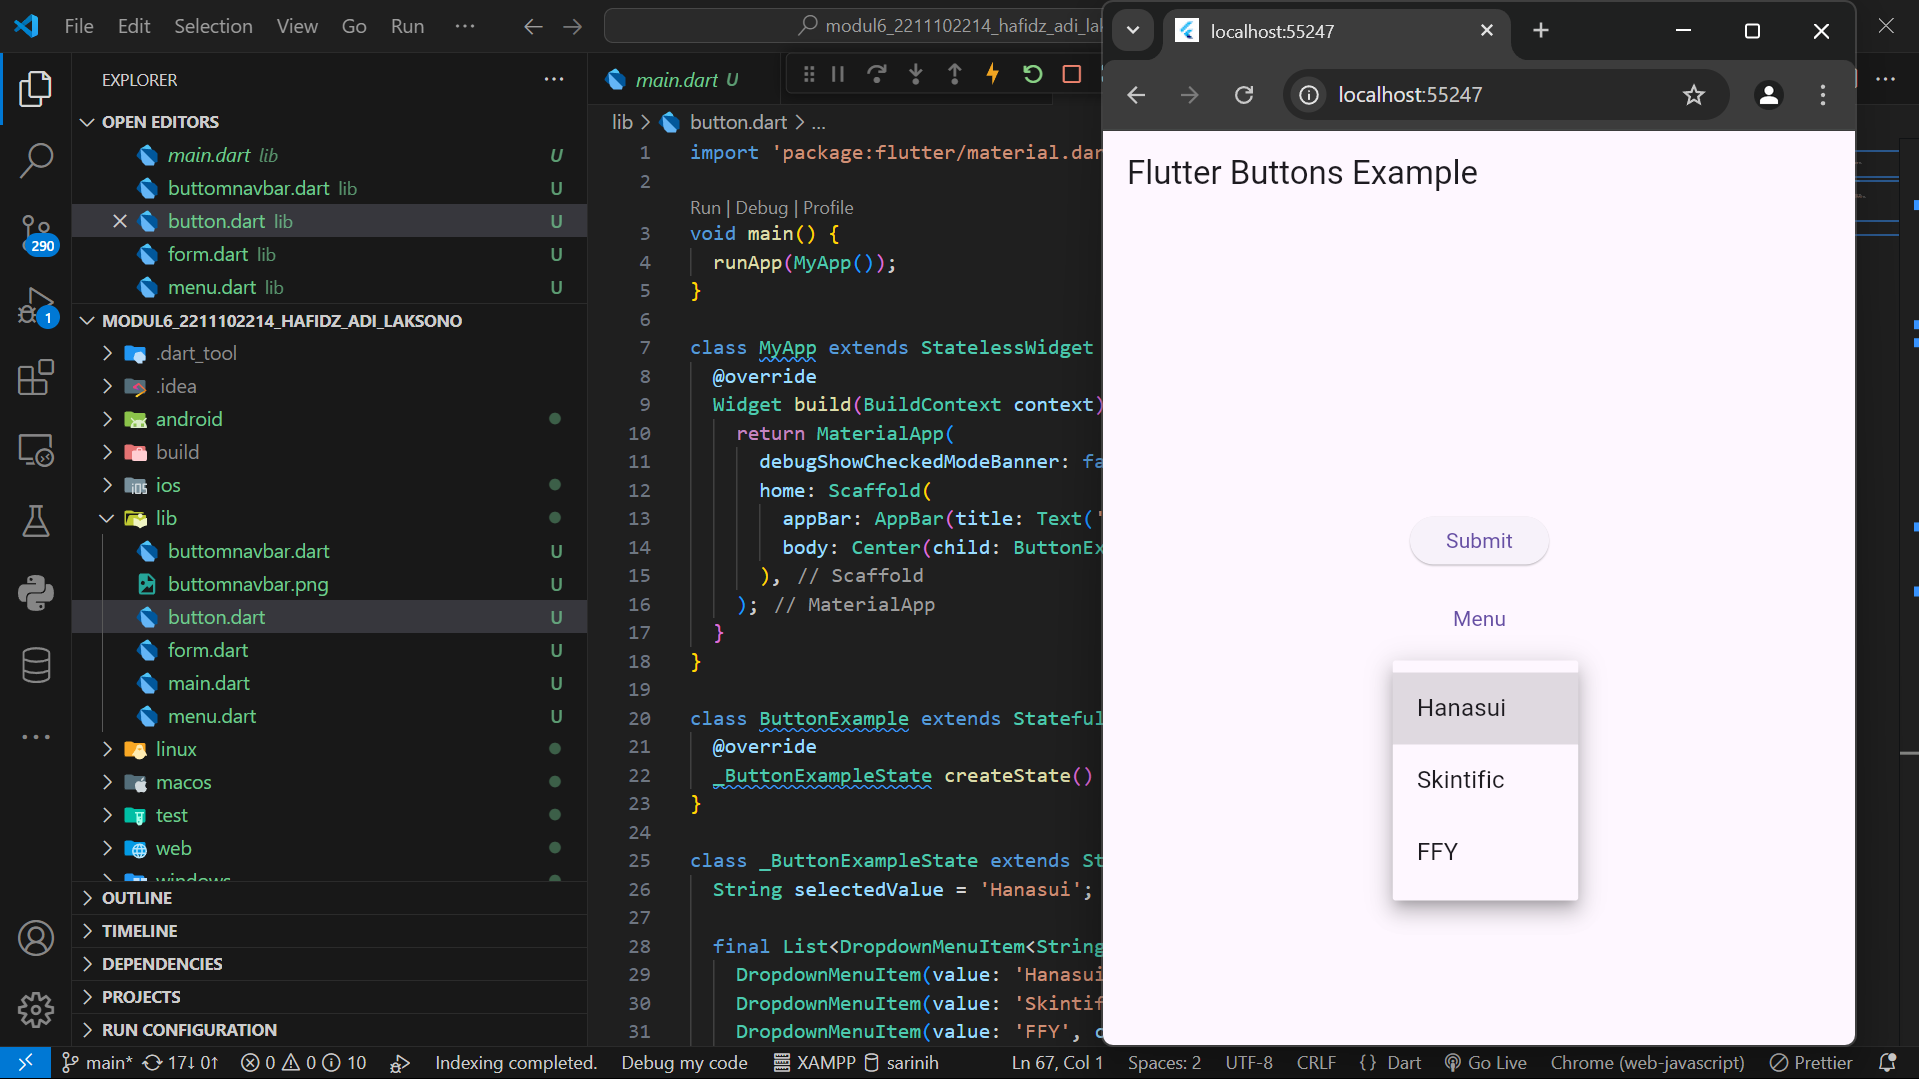 File Edit Selection View Go Run ···
modul6_2211102214_hafidz_adi_lak
EXPLORER
OPEN EDITORS
main.dart lib U
buttomnavbar.dart lib U
button.dart lib U
form.dart lib U
menu.dart lib U
MODUL6_2211102214_HAFIDZ_ADI_LAKSONO
.dart_tool
.idea
android
build
ios
lib
buttomnavbar.dart U
buttomnavbar.png U
button.dart U
form.dart U
main.dart U
menu.dart U
linux
macos
test
web
windows
OUTLINE
TIMELINE
DEPENDENCIES
PROJECTS
RUN CONFIGURATION
290
1
main.dart U
lib > button.dart > ...
1 import 'package:flutter/material.dar
2
Run | Debug | Profile
3 void main() {
4 runApp(MyApp());
5 }
6
7 class MyApp extends StatelessWidget
8 @override
9 Widget build(BuildContext context)
10 return MaterialApp(
11 debugShowCheckedModeBanner: fa
12 home: Scaffold(
13 appBar: AppBar(title: Text('
14 body: Center(child: ButtonEx
15 ), // Scaffold
16 ); // MaterialApp
17 }
18 }
19
20 class ButtonExample extends Stateful
21 @override
22 _ButtonExampleState createState()
23 }
24
25 class _ButtonExampleState extends St
26 String selectedValue = 'Hanasui';
27
28 final List<DropdownMenuItem<String
29 DropdownMenuItem(value: 'Hanasui
30 DropdownMenuItem(value: 'Skintif
31 DropdownMenuItem(value: 'FFY', c
localhost:55247
localhost:55247
Flutter Buttons Example
Submit
Menu
Hanasui
Skintific
FFY
main* 17↓ 0↑ 0 0 10 Indexing completed. Debug my code XAMPP sarinih Ln 67, Col 1 Spaces: 2 UTF-8 CRLF {} Dart Go Live Chrome (web-javascript) Prettier